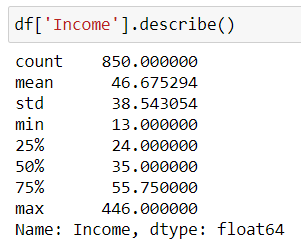 df['Income'].describe()
count    850.000000
mean      46.675294
std       38.543054
min       13.000000
25%       24.000000
50%       35.000000
75%       55.750000
max      446.000000
Name: Income, dtype: float64